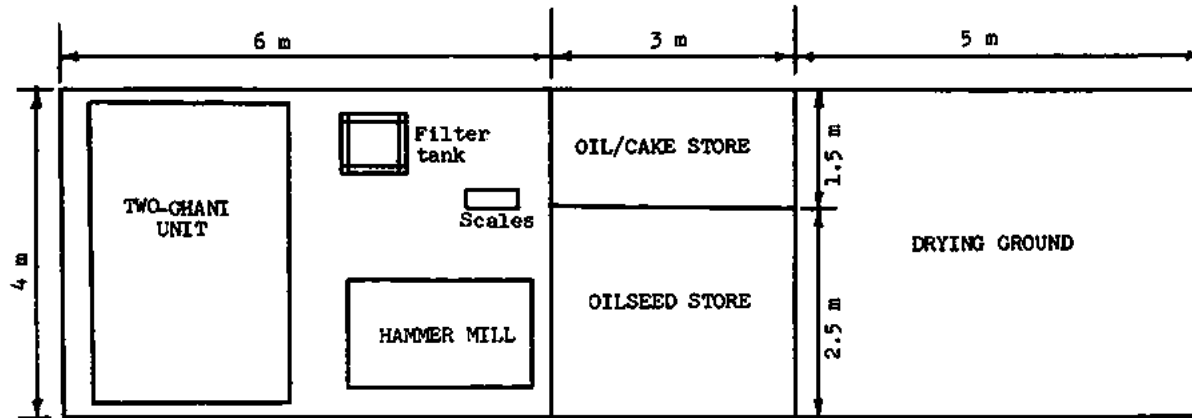 6 m
3 m
5 m
Filter
tank
OIL/CAKE STORE
1.5 m
TWO-GHANI
UNIT
Scales
4 m
DRYING GROUND
OILSEED STORE
2.5 m
HAMMER MILL